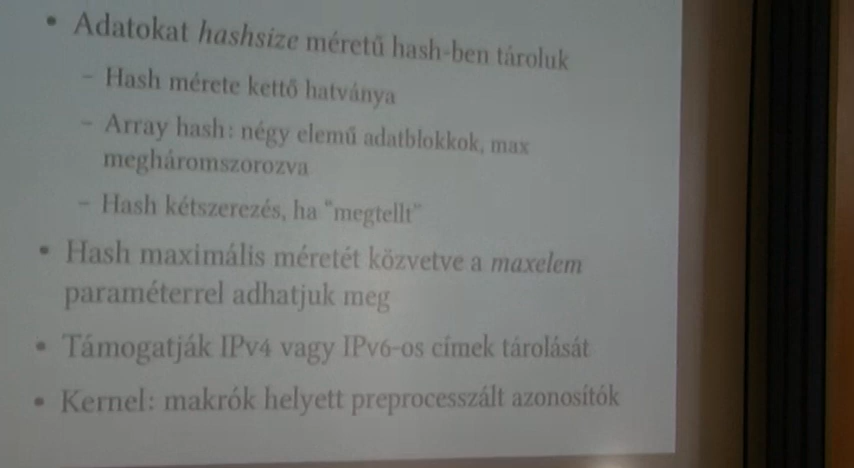 • Adatokat hashsize méretű hash-ben tároluk
– Hash mérete kettő hatványa
– Array hash: négy elemű adatblokkok, max
megháromszorozva
– Hash kétszerezés, ha "megtellt"
• Hash maximális méretét közvetve a maxelem
paraméterrel adhatjuk meg
• Támogatják IPv4 vagy IPv6-os címek tárolását
• Kernel: makrók helyett preprocesszált azonosítók